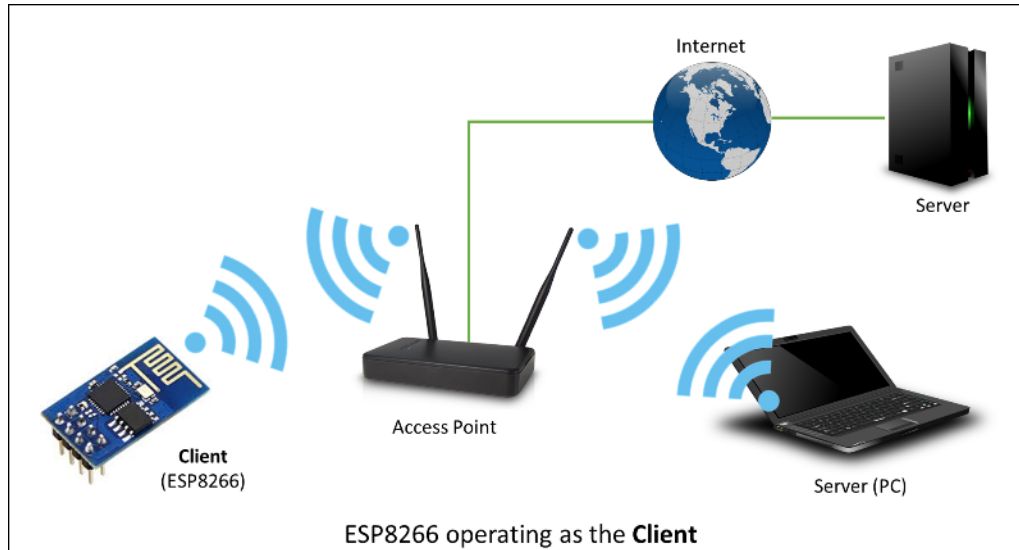 Internet
Server
Access Point
Client
(ESP8266)
Server (PC)
ESP8266 operating as the Client